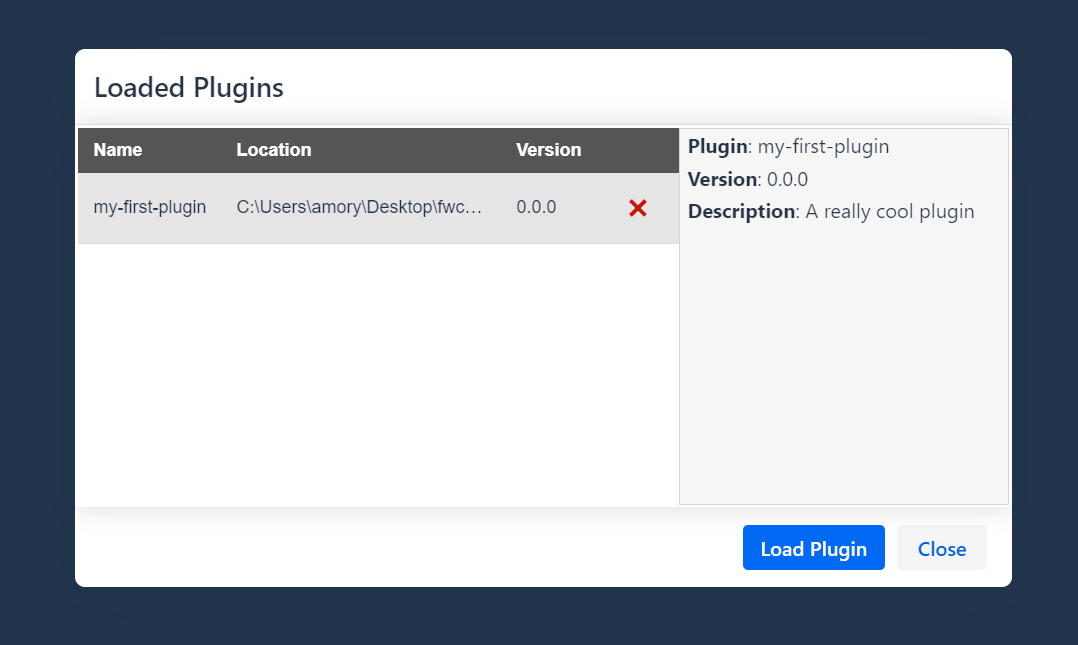 Loaded Plugins
Name Location Version
my-first-plugin C:\Users\amory\Desktop\fwc... 0.0.0
Plugin: my-first-plugin
Version: 0.0.0
Description: A really cool plugin
Load Plugin Close